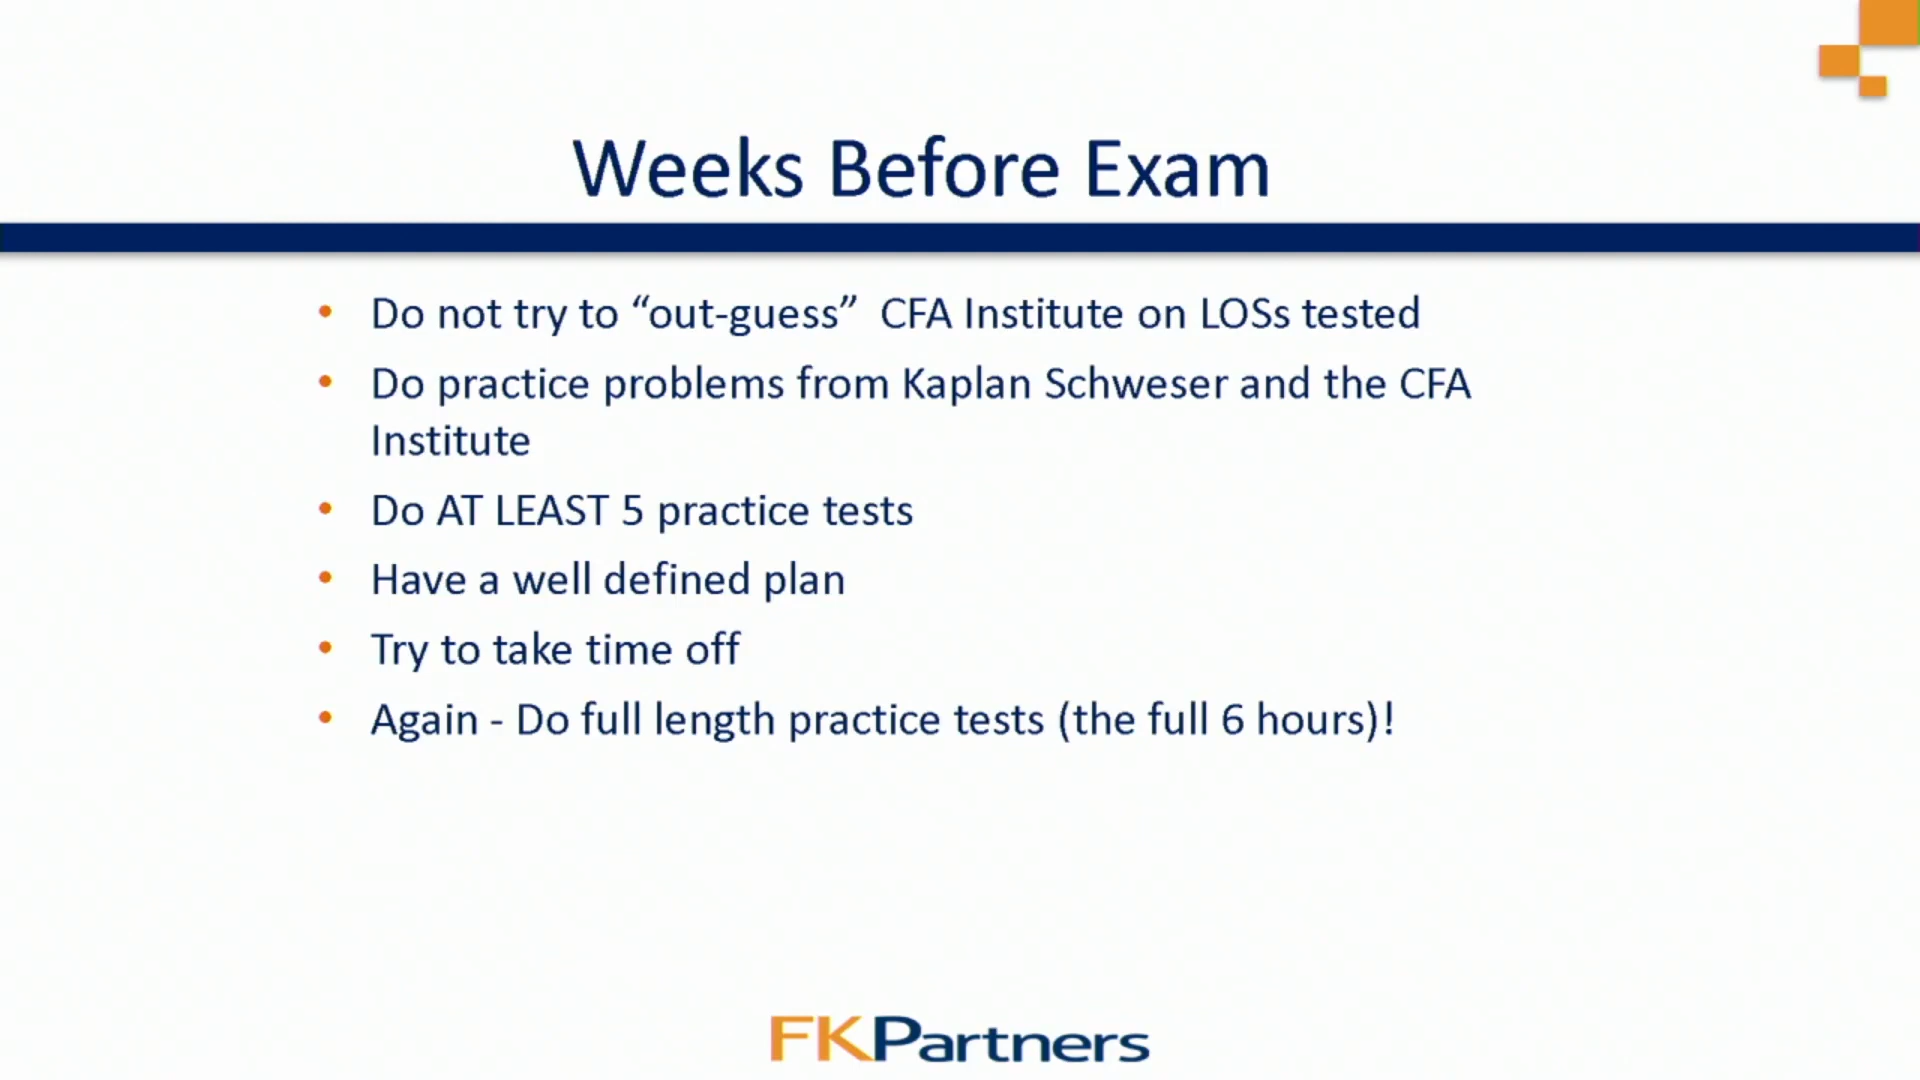 Weeks Before Exam
• Do not try to “out-guess”  CFA Institute on LOSs tested
• Do practice problems from Kaplan Schweser and the CFA
Institute
• Do AT LEAST 5 practice tests
• Have a well defined plan
• Try to take time off
• Again - Do full length practice tests (the full 6 hours)!
FKPartners